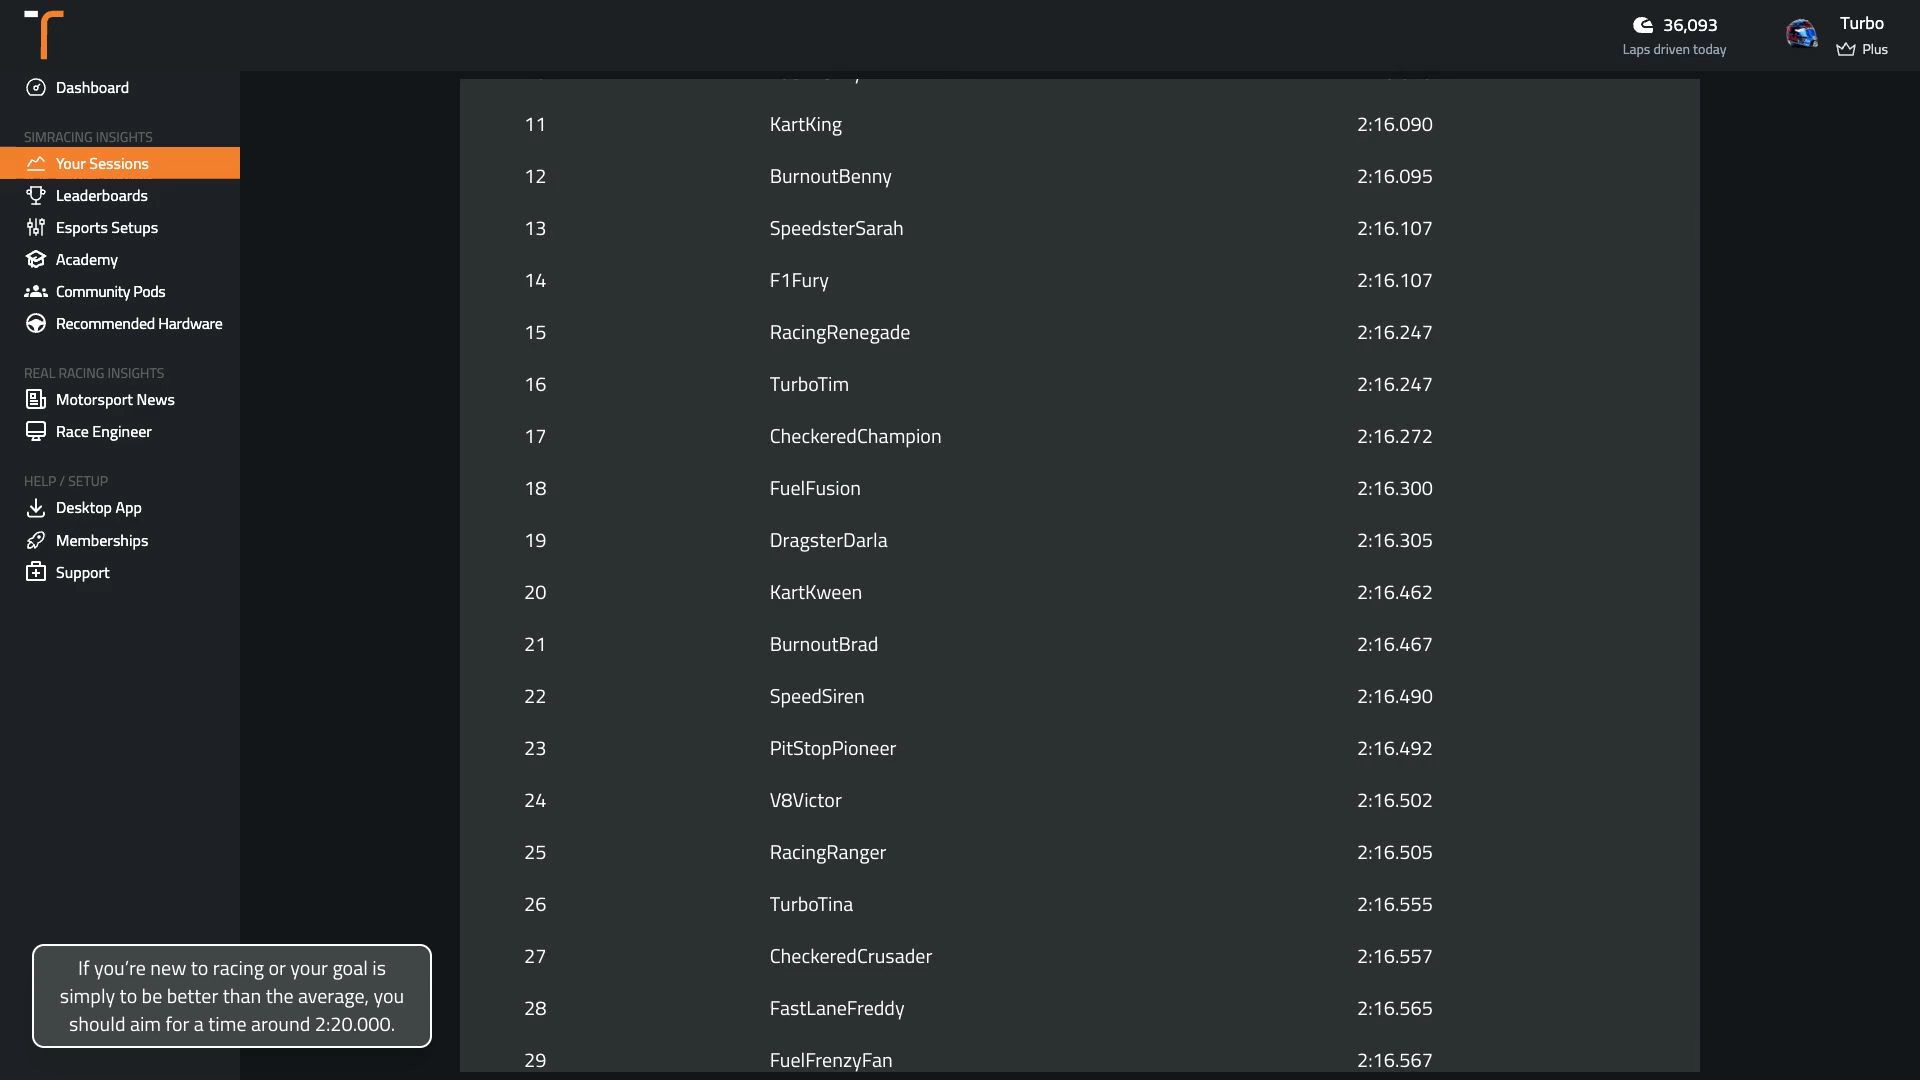 36,093
Laps driven today
Turbo
Plus
Dashboard
SIMRACING INSIGHTS
Your Sessions
Leaderboards
Esports Setups
Academy
Community Pods
Recommended Hardware
REAL RACING INSIGHTS
Motorsport News
Race Engineer
HELP / SETUP
Desktop App
Memberships
Support
11 KartKing 2:16.090
12 BurnoutBenny 2:16.095
13 SpeedsterSarah 2:16.107
14 F1Fury 2:16.107
15 RacingRenegade 2:16.247
16 TurboTim 2:16.247
17 CheckeredChampion 2:16.272
18 FuelFusion 2:16.300
19 DragsterDarla 2:16.305
20 KartKween 2:16.462
21 BurnoutBrad 2:16.467
22 SpeedSiren 2:16.490
23 PitStopPioneer 2:16.492
24 V8Victor 2:16.502
25 RacingRanger 2:16.505
26 TurboTina 2:16.555
27 CheckeredCrusader 2:16.557
28 FastLaneFreddy 2:16.565
29 FuelFrenzyFan 2:16.567
If you’re new to racing or your goal is
simply to be better than the average, you
should aim for a time around 2:20.000.